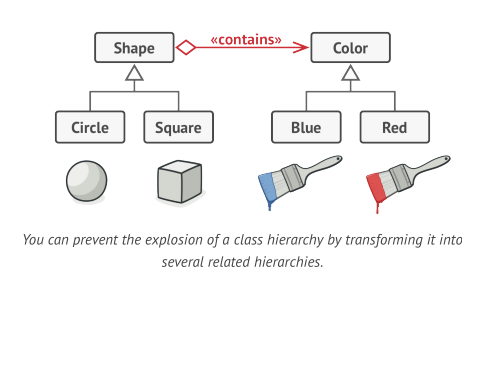 «contains»
Shape
Color
Circle
Square
Blue
Red
You can prevent the explosion of a class hierarchy by transforming it into
several related hierarchies.